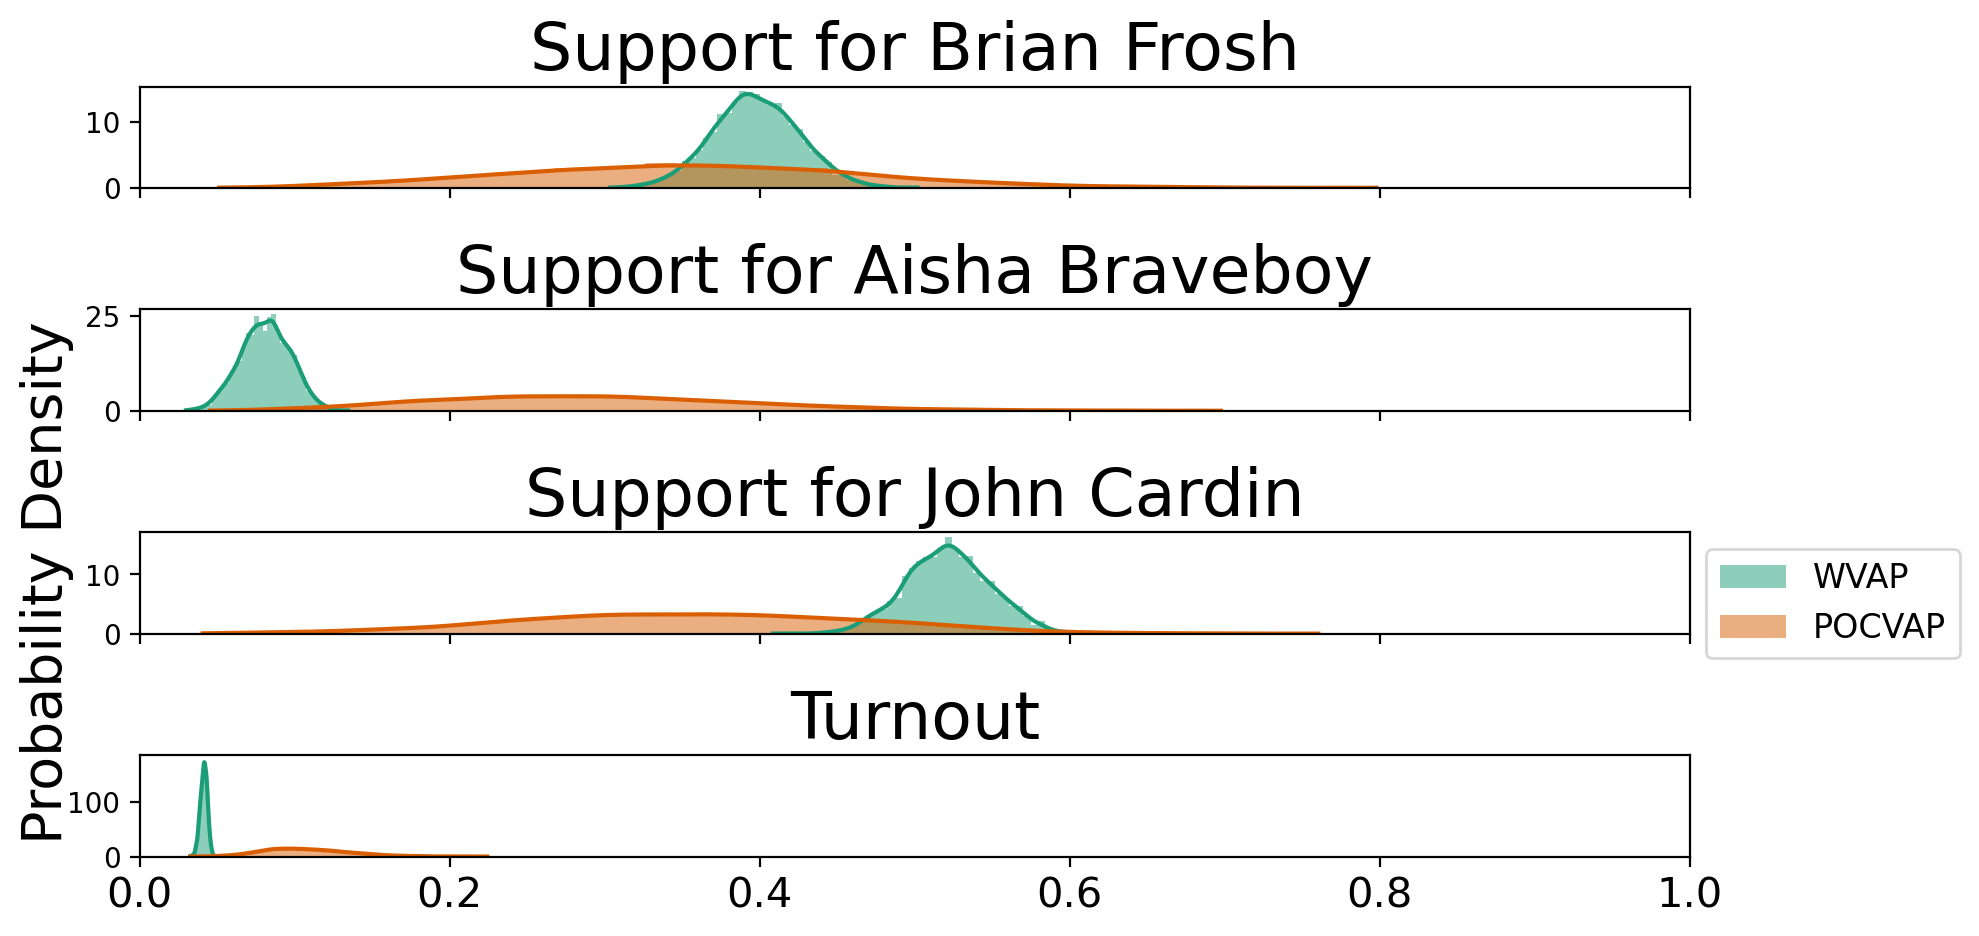 Support for Brian Frosh
10
0
Support for Aisha Braveboy
25
0
Support for John Cardin
10
0
Turnout
100
0
0.0 0.2 0.4 0.6 0.8 1.0
Probability Density
WVAP
POCVAP